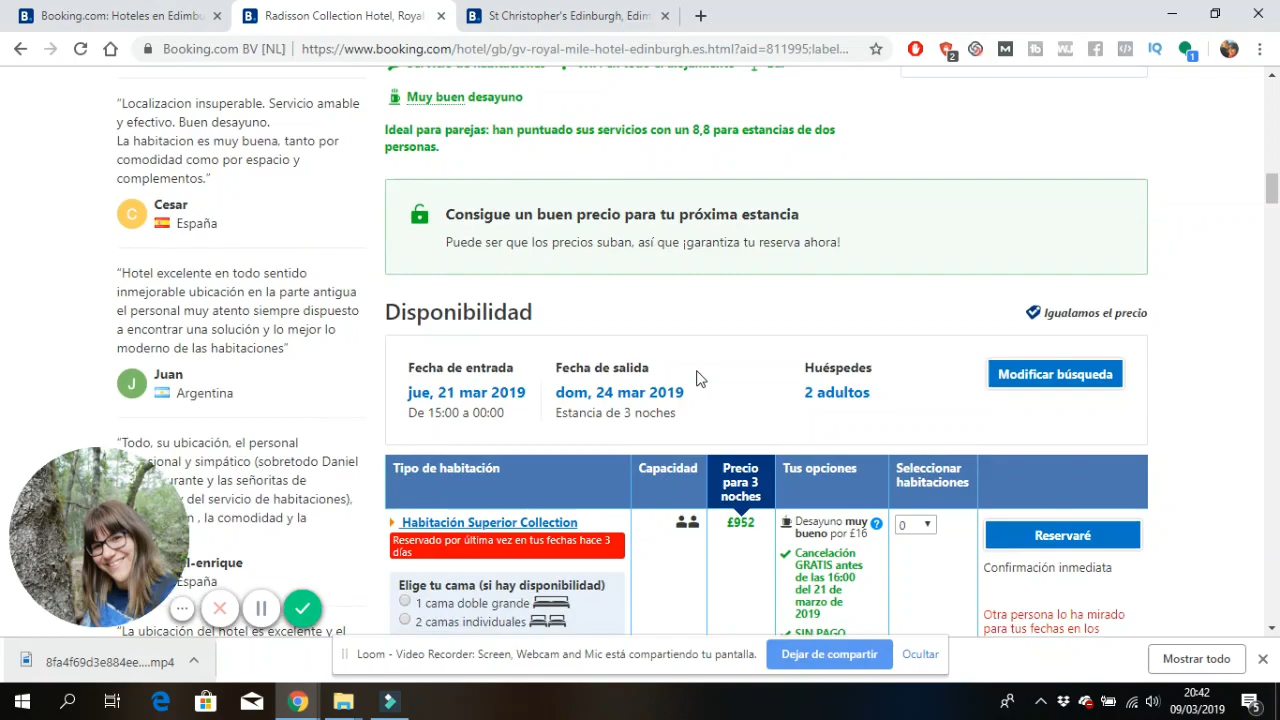 Booking.com: Hoteles en Edimbu
Radisson Collection Hotel, Royal
St Christopher's Edinburgh, Edim
Booking.com BV [NL]
https://www.booking.com/hotel/gb/gv-royal-mile-hotel-edinburgh.es.html?aid=811995;label...
“Localizacion insuperable. Servicio amable
y efectivo. Buen desayuno.
La habitacion es muy buena, tanto por
comodidad como por espacio y
complementos.”
C
Cesar
España
“Hotel excelente en todo sentido
inmejorable ubicación en la parte antigua
el personal muy atento siempre dispuesto
a encontrar una solución y lo mejor lo
moderno de las habitaciones”
J
Juan
Argentina
“Todo, su ubicación, el personal
sional y simpático (sobretodo Daniel
urante y las señoritas de
y del servicio de habitaciones),
n , la comodidad y la
l-enrique
España
“La ubicación del hotel es excelente y el
Muy buen desayuno
Ideal para parejas: han puntuado sus servicios con un 8,8 para estancias de dos
personas.
Consigue un buen precio para tu próxima estancia
Puede ser que los precios suban, así que ¡garantiza tu reserva ahora!
Disponibilidad
Igualamos el precio
Fecha de entrada
jue, 21 mar 2019
De 15:00 a 00:00
Fecha de salida
dom, 24 mar 2019
Estancia de 3 noches
Huéspedes
2 adultos
Modificar búsqueda
Tipo de habitación
Capacidad
Precio
para 3
noches
Tus opciones
Seleccionar
habitaciones
Habitación Superior Collection
Reservado por última vez en tus fechas hace 3
días
Elige tu cama (si hay disponibilidad)
1 cama doble grande
2 camas individuales
£952
Desayuno muy
bueno por £16
Cancelación
GRATIS antes
de las 16:00
del 21 de
marzo de
2019
SIN PAGO
0
Reservaré
Confirmación inmediata
Otra persona lo ha mirado
para tus fechas en los
8fa4f69d3e884ee....mp4
Loom - Video Recorder: Screen, Webcam and Mic está compartiendo tu pantalla.
Dejar de compartir
Ocultar
Mostrar todo
20:42
09/03/2019